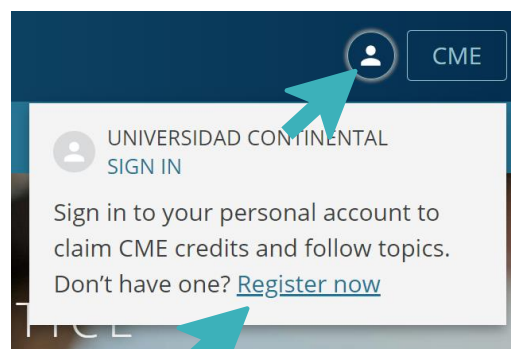 CME
UNIVERSIDAD CONTINENTAL
SIGN IN
Sign in to your personal account to
claim CME credits and follow topics.
Don't have one? Register now